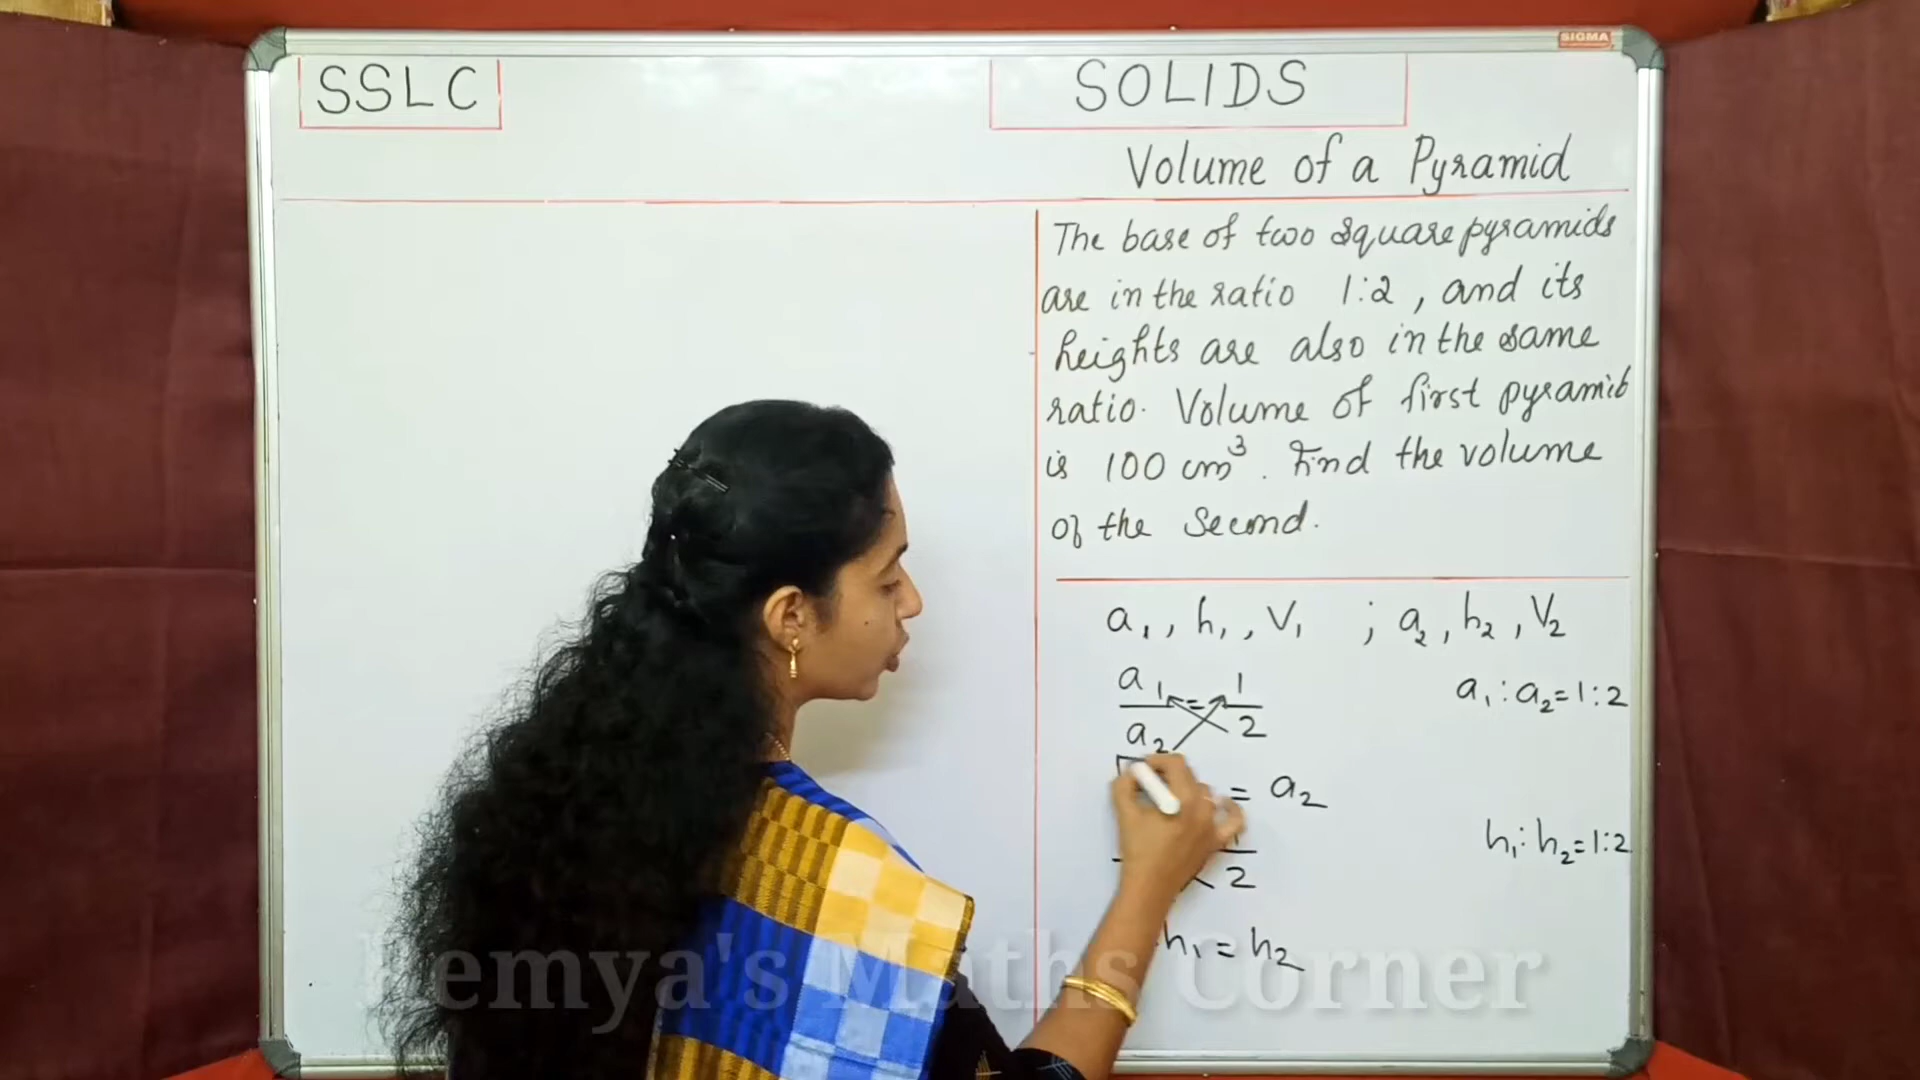 SIGMA
SSLC
SOLIDS
Volume of a Pyramid
The base of two square pyramids
are in the ratio 1:2, and its
heights are also in the same
ratio. Volume of first pyramid
is 100 cm³. Find the volume
of the second.
a₁, h₁, V₁ ; a₂, h₂, V₂
a₁/a₂ = 1/2
a₁ : a₂ = 1:2
= a₂
h₁ : h₂ = 1:2
2
h₁ = h₂
Remya's Maths Corner